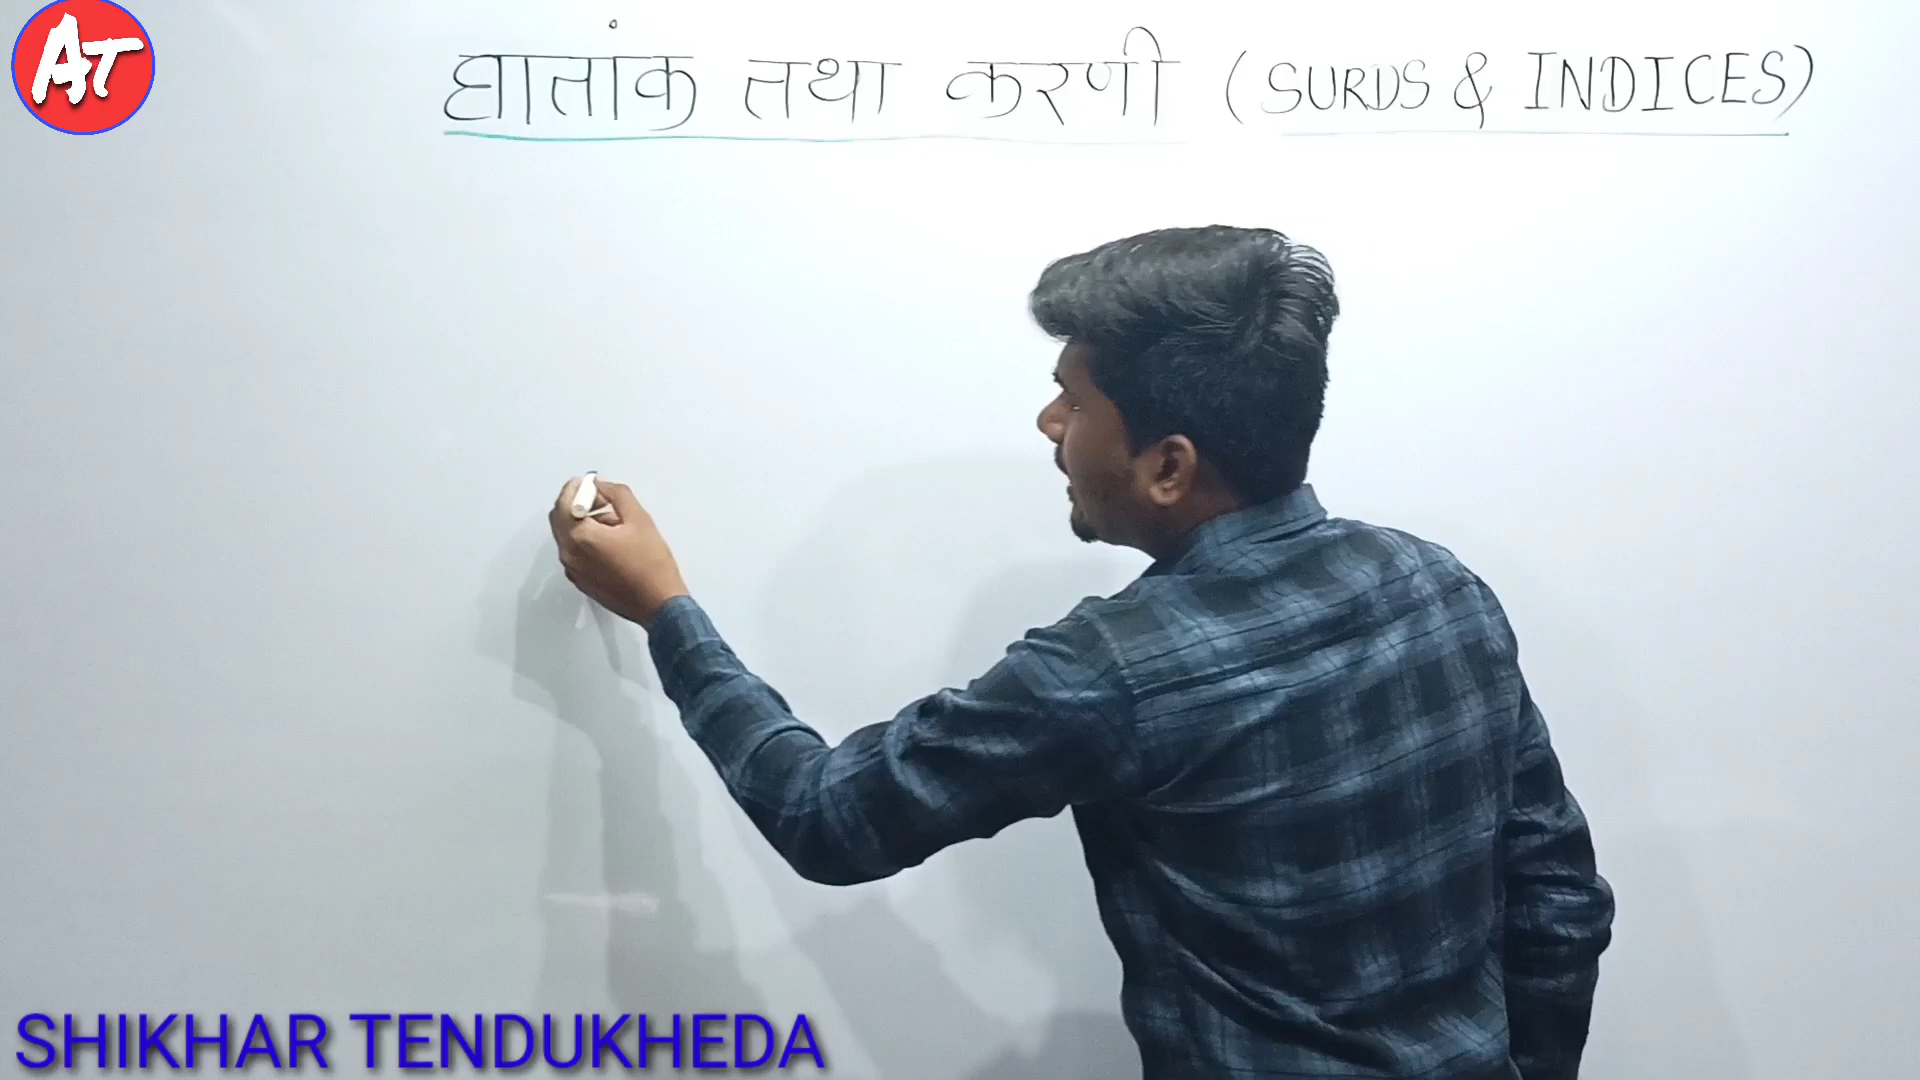 AT
घातांक तथा करणी (SURDS & INDICES)
SHIKHAR TENDUKHEDA